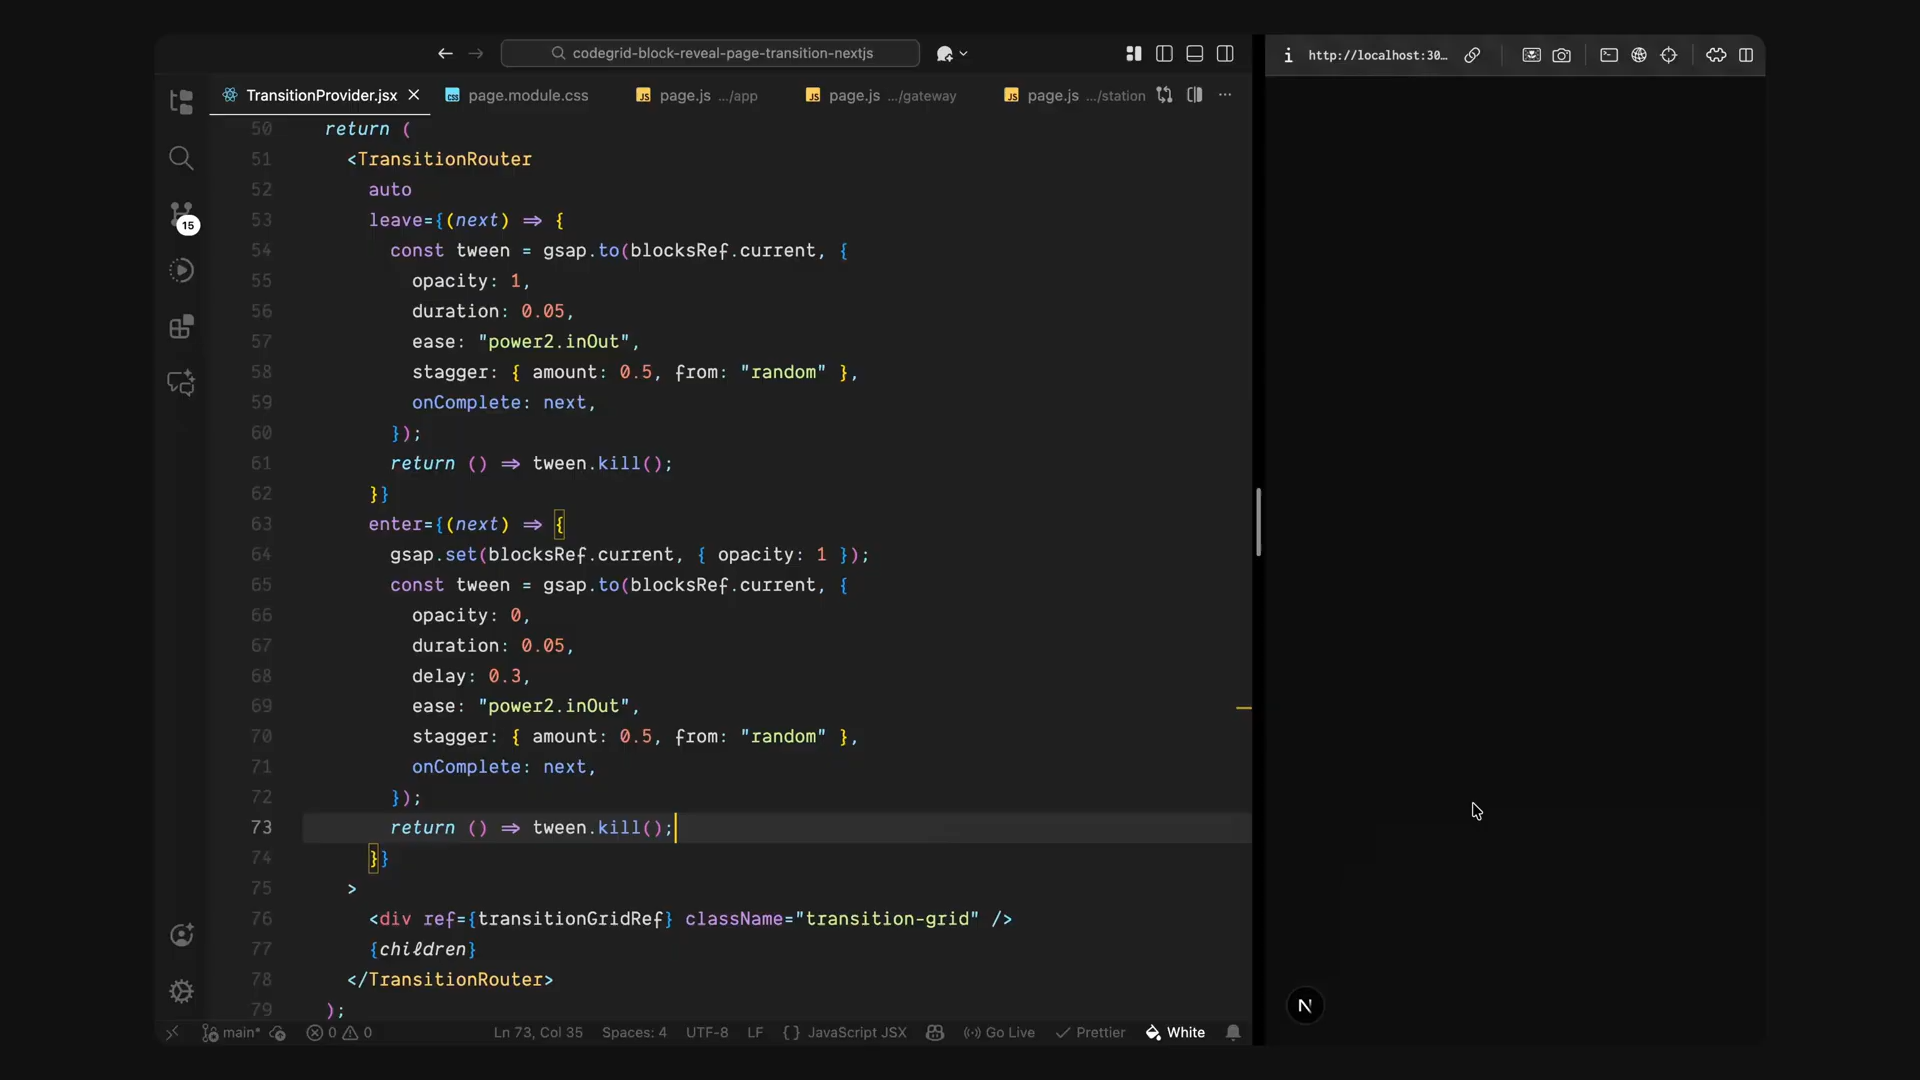 codegrid-block-reveal-page-transition-nextjs
http://localhost:30…
TransitionProvider.jsx
page.module.css
JS page.js …/app
JS page.js …/gateway
JS page.js …/station
15
50 return (
51 <TransitionRouter
52 auto
53 leave={(next) => {
54 const tween = gsap.to(blocksRef.current, {
55 opacity: 1,
56 duration: 0.05,
57 ease: "power2.inOut",
58 stagger: { amount: 0.5, from: "random" },
59 onComplete: next,
60 });
61 return () => tween.kill();
62 }}
63 enter={(next) => {
64 gsap.set(blocksRef.current, { opacity: 1 });
65 const tween = gsap.to(blocksRef.current, {
66 opacity: 0,
67 duration: 0.05,
68 delay: 0.3,
69 ease: "power2.inOut",
70 stagger: { amount: 0.5, from: "random" },
71 onComplete: next,
72 });
73 return () => tween.kill();
74 }}
75 >
76 <div ref={transitionGridRef} className="transition-grid" />
77 {children}
78 </TransitionRouter>
79 );
N
main* 0 0 Ln 73, Col 35 Spaces: 4 UTF-8 LF {} JavaScript JSX Go Live Prettier White